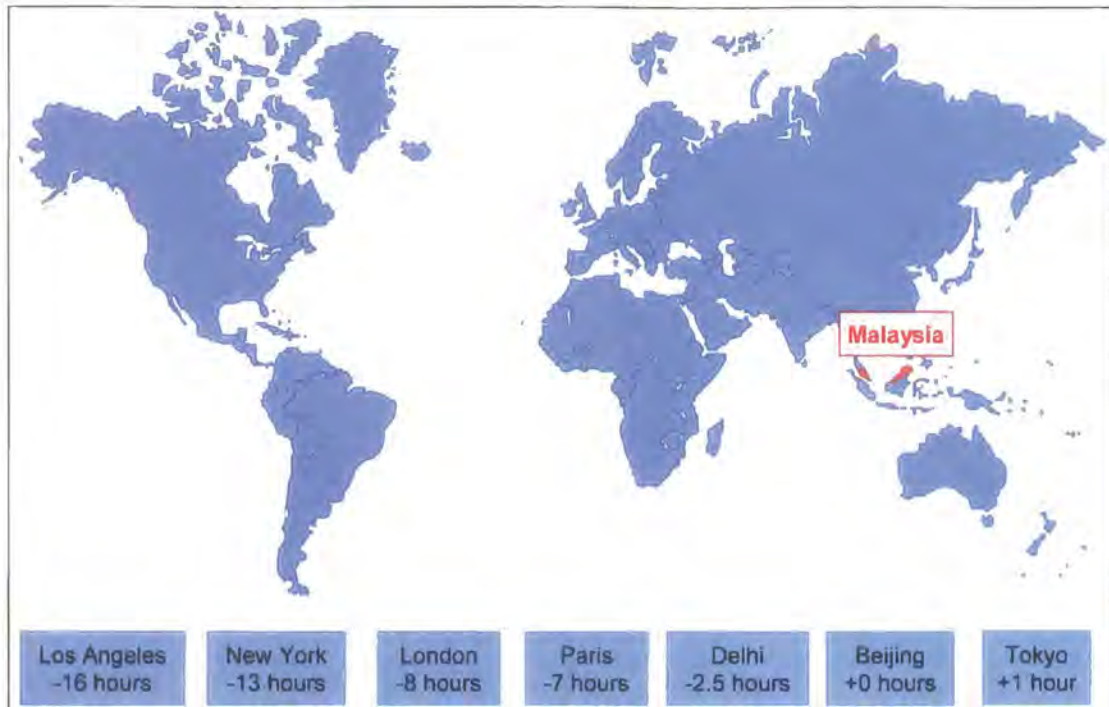 Malaysia
Los Angeles
-16 hours
New York
-13 hours
London
-8 hours
Paris
-7 hours
Delhi
-2.5 hours
Beijing
+0 hours
Tokyo
+1 hour